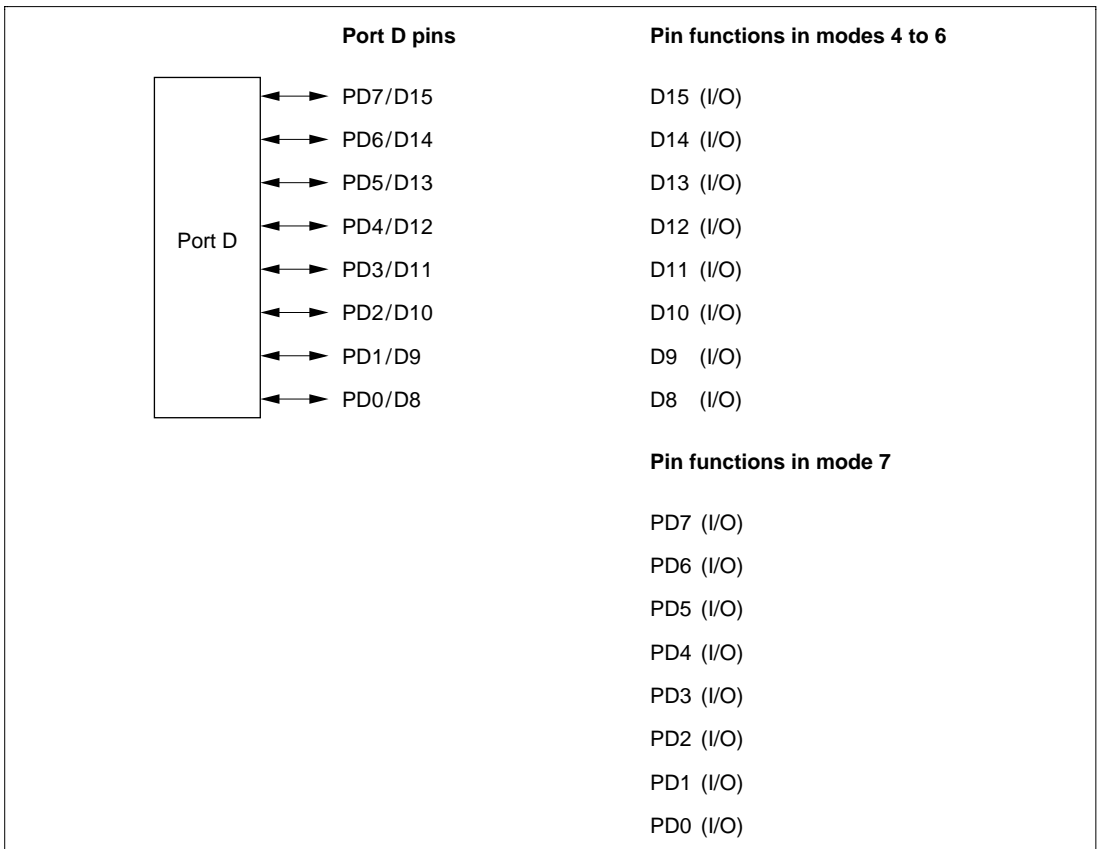 Port D pins Pin functions in modes 4 to 6
PD7/D15 D15 (I/O)
PD6/D14 D14 (I/O)
PD5/D13 D13 (I/O)
PD4/D12 D12 (I/O)
Port D
PD3/D11 D11 (I/O)
PD2/D10 D10 (I/O)
PD1/D9 D9 (I/O)
PD0/D8 D8 (I/O)
Pin functions in mode 7
PD7 (I/O)
PD6 (I/O)
PD5 (I/O)
PD4 (I/O)
PD3 (I/O)
PD2 (I/O)
PD1 (I/O)
PD0 (I/O)